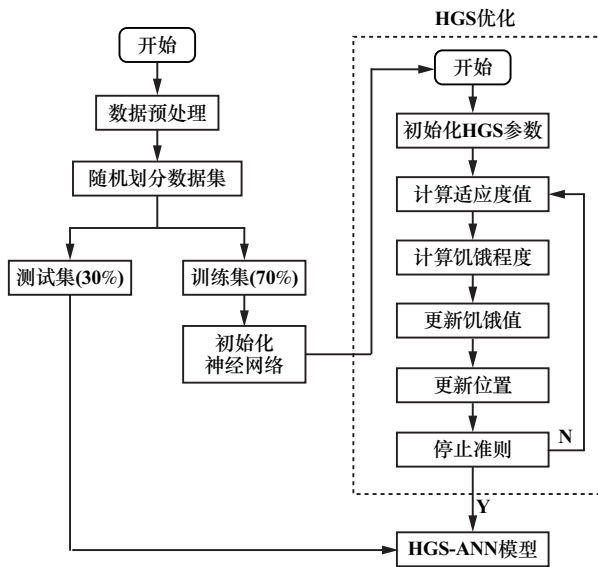 开始
数据预处理
随机划分数据集
测试集(30%)
训练集(70%)
初始化
神经网络
HGS优化
开始
初始化HGS参数
计算适应度值
计算饥饿程度
更新饥饿值
更新位置
停止准则
N
Y
HGS-ANN模型